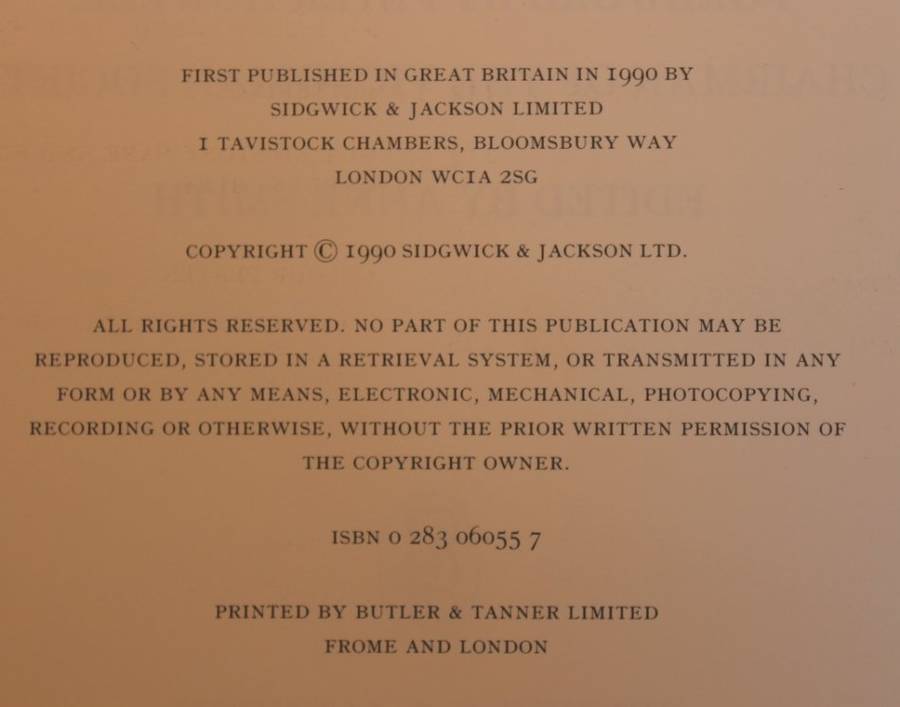 FIRST PUBLISHED IN GREAT BRITAIN IN 1990 BY
SIDGWICK & JACKSON LIMITED
1 TAVISTOCK CHAMBERS, BLOOMSBURY WAY
LONDON WC1A 2SG
COPYRIGHT © 1990 SIDGWICK & JACKSON LTD.
ALL RIGHTS RESERVED. NO PART OF THIS PUBLICATION MAY BE
REPRODUCED, STORED IN A RETRIEVAL SYSTEM, OR TRANSMITTED IN ANY
FORM OR BY ANY MEANS, ELECTRONIC, MECHANICAL, PHOTOCOPYING,
RECORDING OR OTHERWISE, WITHOUT THE PRIOR WRITTEN PERMISSION OF
THE COPYRIGHT OWNER.
ISBN 0 283 06055 7
PRINTED BY BUTLER & TANNER LIMITED
FROME AND LONDON